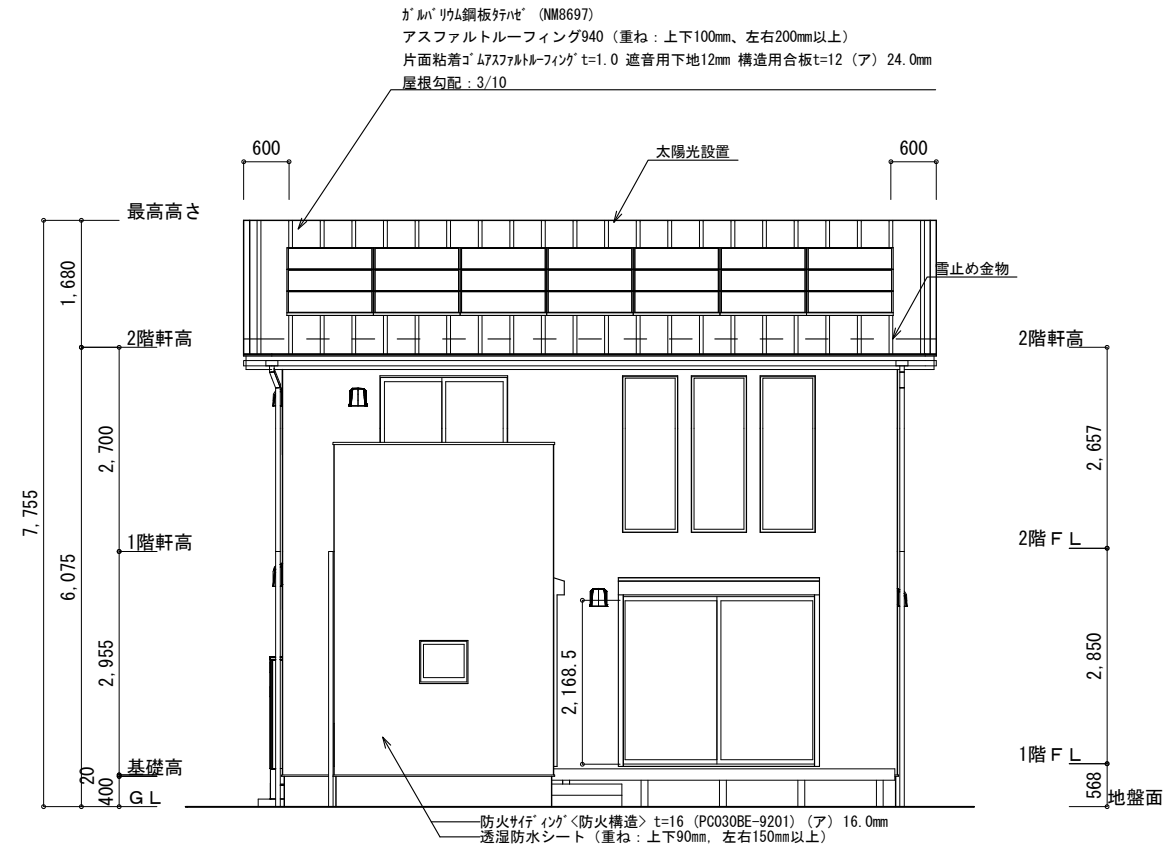 ｶﾞﾙﾊﾞﾘｳﾑ鋼板ﾀﾃﾊｾﾞ (NM8697)
アスファルトルーフィング940（重ね：上下100mm、左右200mm以上）
片面粘着ｺﾞﾑｱｽﾌｧﾙﾄﾙｰﾌｨﾝｸﾞt=1.0 遮音用下地12mm 構造用合板t=12（ア）24.0mm
屋根勾配：3/10
600
太陽光設置
600
最高高さ
1,680
雪止め金物
2階軒高
2階軒高
2,700
2,657
7,755
1階軒高
2階ＦＬ
6,075
2,955
2,168.5
2,850
基礎高
1階ＦＬ
20
400
ＧＬ
568
地盤面
防火ｻｲﾃﾞｨﾝｸﾞ<防火構造> t=16 (PC030BE-9201)（ア）16.0mm
透湿防水シート（重ね：上下90mm, 左右150mm以上）